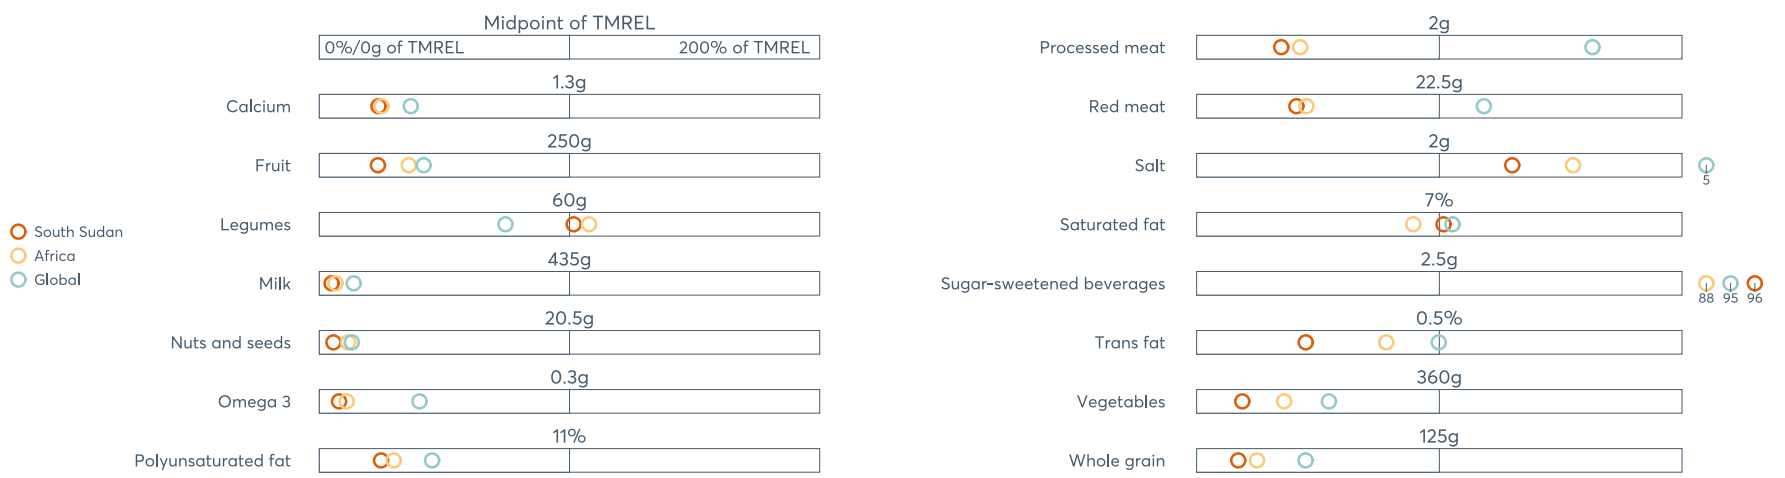 Midpoint of TMREL
0%/0g of TMREL
200% of TMREL
1.3g
Calcium
250g
Fruit
60g
Legumes
435g
Milk
20.5g
Nuts and seeds
0.3g
Omega 3
11%
Polyunsaturated fat
South Sudan
Africa
Global
2g
Processed meat
22.5g
Red meat
2g
Salt
5
7%
Saturated fat
2.5g
Sugar-sweetened beverages
88 95 96
0.5%
Trans fat
360g
Vegetables
125g
Whole grain